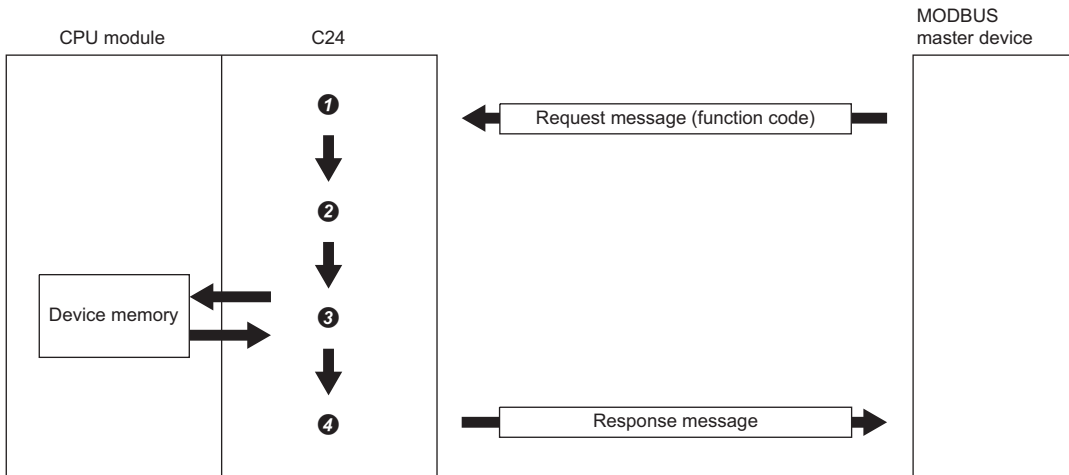 MODBUS
master device
CPU module
C24
❶
Request message (function code)
❷
Device memory
❸
❹
Response message